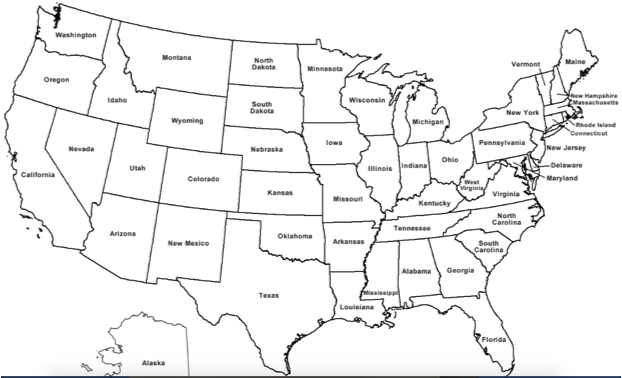 Washington
Montana
North
Dakota
Minnesota
Vermont
Maine
Oregon
Idaho
South
Dakota
Wisconsin
Michigan
New York
New Hampshire
Massachusetts
Rhode Island
Connecticut
Wyoming
Nevada
Utah
Colorado
Nebraska
Iowa
Illinois
Indiana
Ohio
Pennsylvania
New Jersey
Delaware
Maryland
California
Kansas
Missouri
West
Virginia
Virginia
Kentucky
Arizona
New Mexico
Oklahoma
Arkansas
Tennessee
North
Carolina
South
Carolina
Texas
Louisiana
Mississippi
Alabama
Georgia
Florida
Alaska